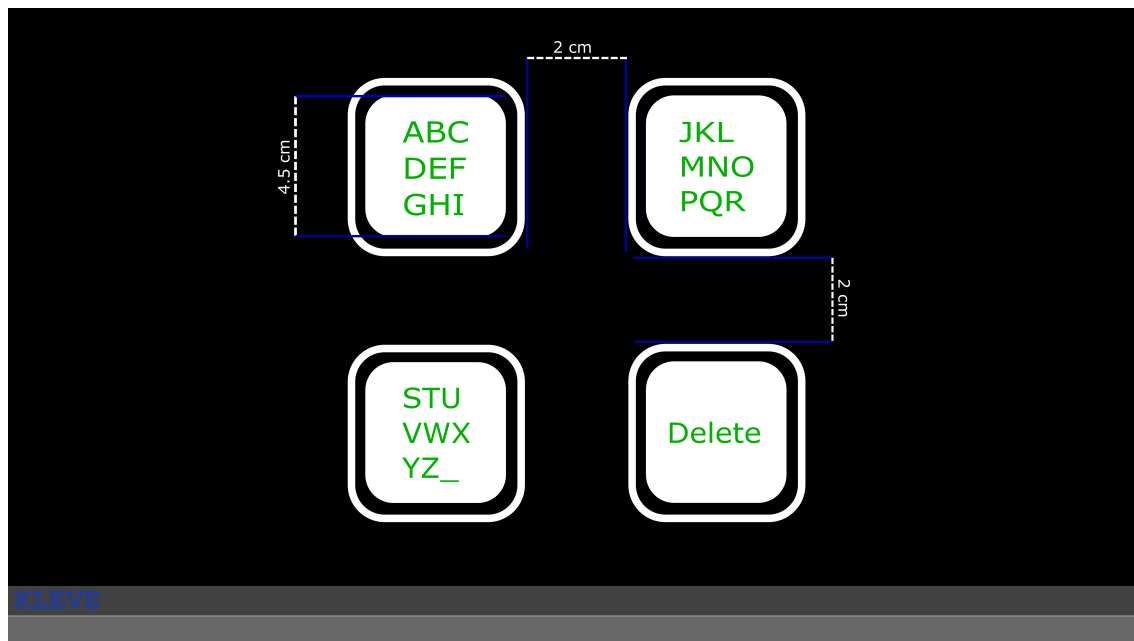 2 cm
4.5 cm
ABC
DEF
GHI
JKL
MNO
PQR
2 cm
STU
VWX
YZ_
Delete
KLEVE